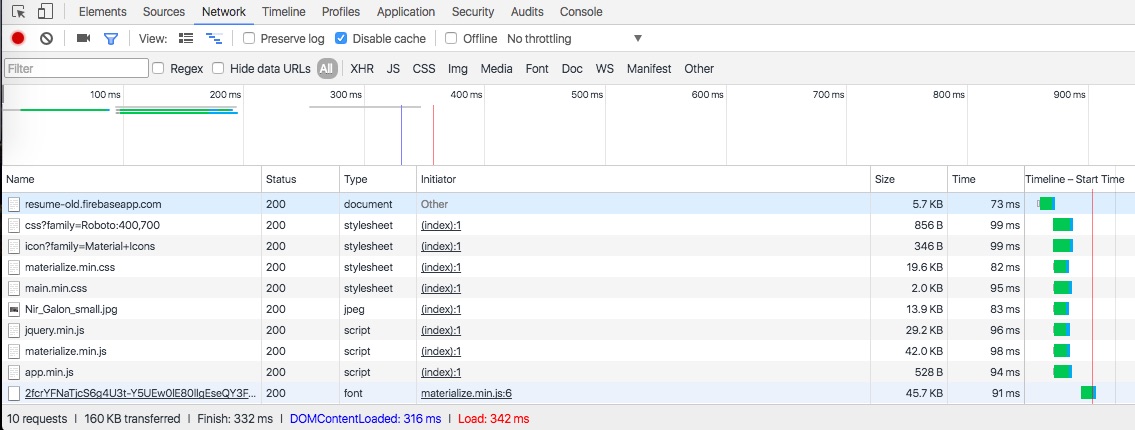 Elements Sources Network Timeline Profiles Application Security Audits Console
View: Preserve log Disable cache Offline No throttling
Filter Regex Hide data URLs All XHR JS CSS Img Media Font Doc WS Manifest Other
100 ms 200 ms 300 ms 400 ms 500 ms 600 ms 700 ms 800 ms 900 ms
Name Status Type Initiator Size Time Timeline – Start Time
resume-old.firebaseapp.com 200 document Other 5.7 KB 73 ms
css?family=Roboto:400,700 200 stylesheet (index):1 856 B 99 ms
icon?family=Material+Icons 200 stylesheet (index):1 346 B 99 ms
materialize.min.css 200 stylesheet (index):1 19.6 KB 82 ms
main.min.css 200 stylesheet (index):1 2.0 KB 95 ms
Nir_Galon_small.jpg 200 jpeg (index):1 13.9 KB 83 ms
jquery.min.js 200 script (index):1 29.2 KB 96 ms
materialize.min.js 200 script (index):1 42.0 KB 98 ms
app.min.js 200 script (index):1 528 B 94 ms
2fcrYFNaTjcS6g4U3t-Y5UEw0lE80llgEseQY3F... 200 font materialize.min.js:6 45.7 KB 91 ms
10 requests | 160 KB transferred | Finish: 332 ms | DOMContentLoaded: 316 ms | Load: 342 ms